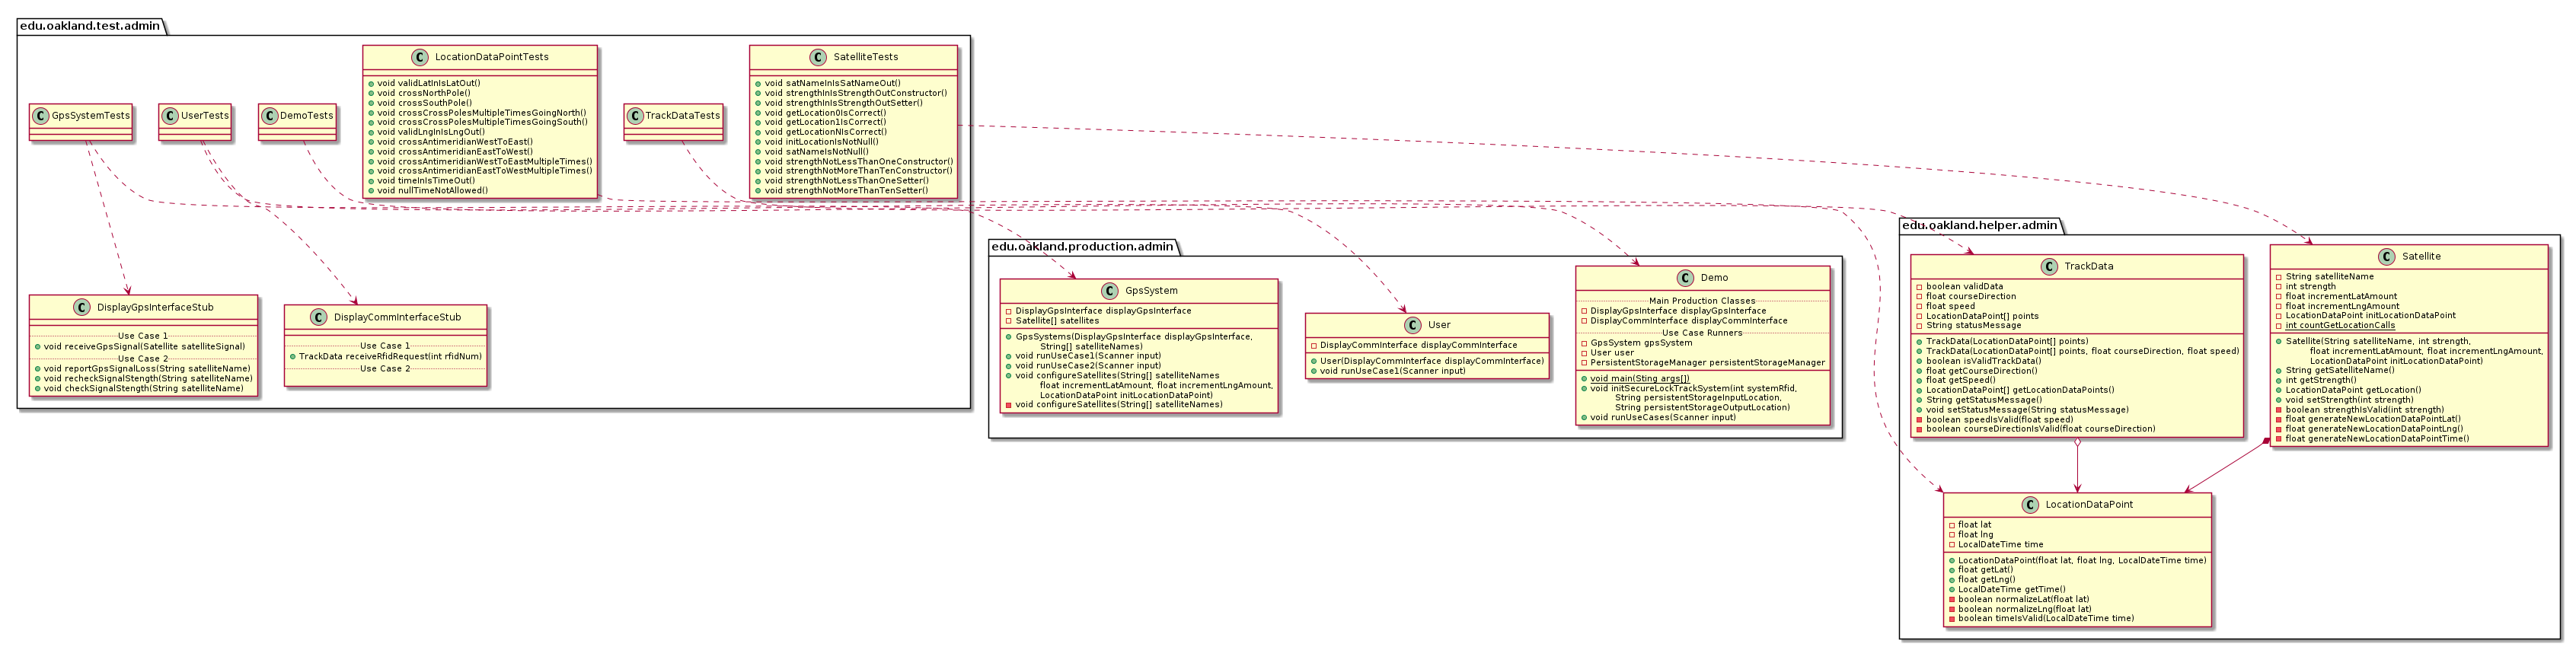 edu.oakland.test.admin
C LocationDataPointTests
void validLatInIsLatOut()
void crossNorthPole()
void crossSouthPole()
void crossCrossPolesMultipleTimesGoingNorth()
void crossCrossPolesMultipleTimesGoingSouth()
void validLngInIsLngOut()
void crossAntimeridianWestToEast()
void crossAntimeridianEastToWest()
void crossAntimeridianWestToEastMultipleTimes()
void crossAntimeridianEastToWestMultipleTimes()
void timeInIsTimeOut()
void nullTimeNotAllowed()
C SatelliteTests
void satNameInIsSatNameOut()
void strengthInIsStrengthOutConstructor()
void strengthInIsStrengthOutSetter()
void getLocation0IsCorrect()
void getLocation1IsCorrect()
void getLocationNIsCorrect()
void initLocationIsNotNull()
void satNameIsNotNull()
void strengthNotLessThanOneConstructor()
void strengthNotMoreThanTenConstructor()
void strengthNotLessThanOneSetter()
void strengthNotMoreThanTenSetter()
C GpsSystemTests
C UserTests
C DemoTests
C TrackDataTests
C DisplayGpsInterfaceStub
Use Case 1
void receiveGpsSignal(Satellite satelliteSignal)
Use Case 2
void reportGpsSignalLoss(String satelliteName)
void recheckSignalStength(String satelliteName)
void checkSignalStength(String satelliteName)
C DisplayCommInterfaceStub
Use Case 1
TrackData receiveRfidRequest(int rfidNum)
Use Case 2
edu.oakland.production.admin
C GpsSystem
DisplayGpsInterface displayGpsInterface
Satellite[] satellites
GpsSystems(DisplayGpsInterface displayGpsInterface,
String[] satelliteNames)
void runUseCase1(Scanner input)
void runUseCase2(Scanner input)
void configureSatellites(String[] satelliteNames
float incrementLatAmount, float incrementLngAmount,
LocationDataPoint initLocationDataPoint)
void configureSatellites(String[] satelliteNames)
C User
DisplayCommInterface displayCommInterface
User(DisplayCommInterface displayCommInterface)
void runUseCase1(Scanner input)
C Demo
Main Production Classes
DisplayGpsInterface displayGpsInterface
DisplayCommInterface displayCommInterface
Use Case Runners
GpsSystem gpsSystem
User user
PersistentStorageManager persistentStorageManager
void main(Sting args[])
void initSecureLockTrackSystem(int systemRfid,
String persistentStorageInputLocation,
String persistentStorageOutputLocation)
void runUseCases(Scanner input)
edu.oakland.helper.admin
C TrackData
boolean validData
float courseDirection
float speed
LocationDataPoint[] points
String statusMessage
TrackData(LocationDataPoint[] points)
TrackData(LocationDataPoint[] points, float courseDirection, float speed)
boolean isValidTrackData()
float getCourseDirection()
float getSpeed()
LocationDataPoint[] getLocationDataPoints()
String getStatusMessage()
void setStatusMessage(String statusMessage)
boolean speedIsValid(float speed)
boolean courseDirectionIsValid(float courseDirection)
C Satellite
String satelliteName
int strength
float incrementLatAmount
float incrementLngAmount
LocationDataPoint initLocationDataPoint
int countGetLocationCalls
Satellite(String satelliteName, int strength,
float incrementLatAmount, float incrementLngAmount,
LocationDataPoint initLocationDataPoint)
String getSatelliteName()
int getStrength()
LocationDataPoint getLocation()
void setStrength(int strength)
boolean strengthIsValid(int strength)
float generateNewLocationDataPointLat()
float generateNewLocationDataPointLng()
float generateNewLocationDataPointTime()
C LocationDataPoint
float lat
float lng
LocalDateTime time
LocationDataPoint(float lat, float lng, LocalDateTime time)
float getLat()
float getLng()
LocalDateTime getTime()
boolean normalizeLat(float lat)
boolean normalizeLng(float lat)
boolean timeIsValid(LocalDateTime time)